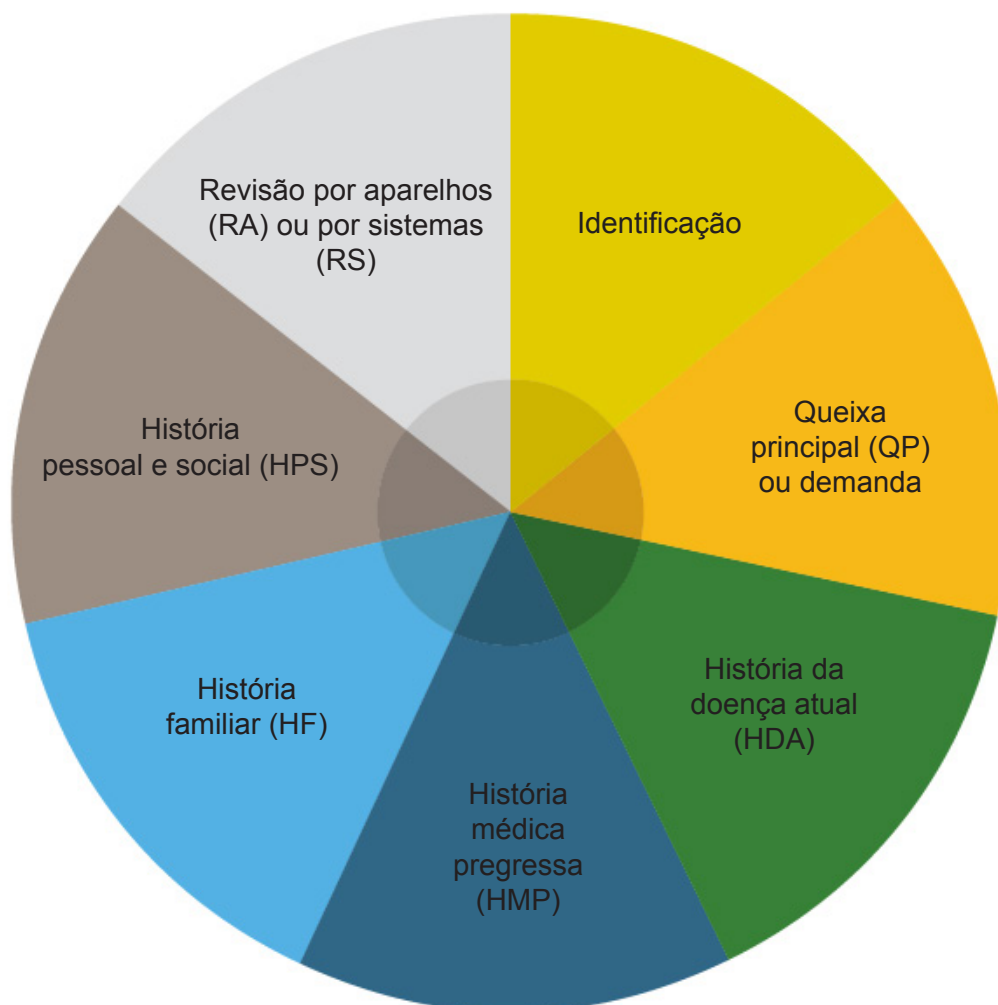 Identificação
Queixa
principal (QP)
ou demanda
História da
doença atual
(HDA)
História
médica
pregressa
(HMP)
História
familiar (HF)
História
pessoal e social (HPS)
Revisão por aparelhos
(RA) ou por sistemas
(RS)